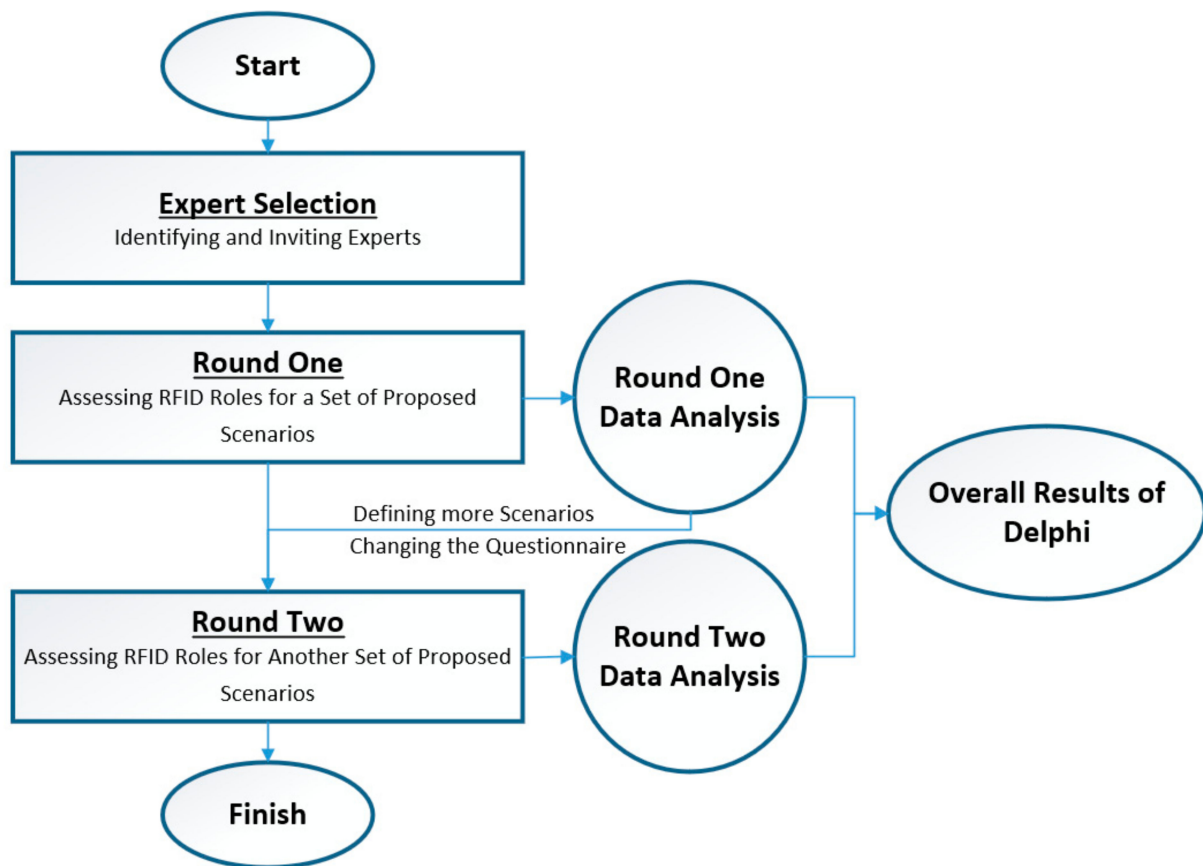 Start
Expert Selection
Identifying and Inviting Experts
Round One
Assessing RFID Roles for a Set of Proposed
Scenarios
Round One
Data Analysis
Defining more Scenarios
Changing the Questionnaire
Overall Results of
Delphi
Round Two
Assessing RFID Roles for Another Set of Proposed
Scenarios
Round Two
Data Analysis
Finish